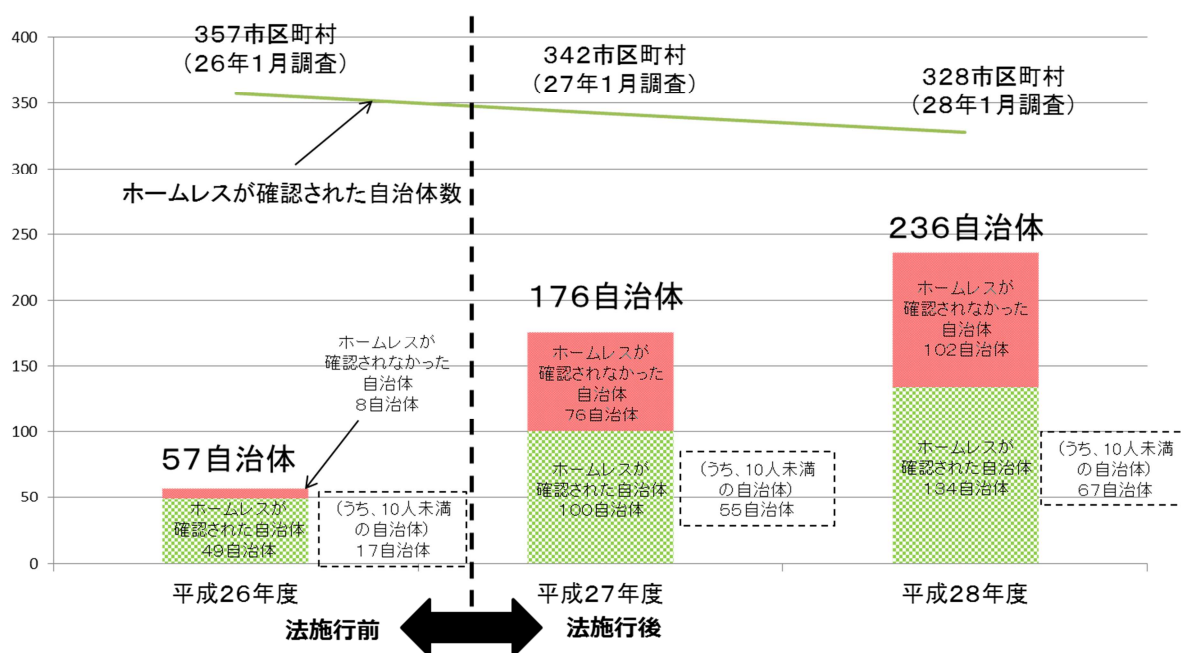 400
350
300
250
200
150
100
50
0
357市区町村
(26年1月調査)
342市区町村
(27年1月調査)
328市区町村
(28年1月調査)
ホームレスが確認された自治体数
57自治体
ホームレスが
確認されなかった
自治体
8自治体
ホームレスが
確認された自治体
49自治体
(うち、10人未満
の自治体)
17自治体
176自治体
ホームレスが
確認されなかった
自治体
76自治体
ホームレスが
確認された自治体
100自治体
(うち、10人未満
の自治体)
55自治体
236自治体
ホームレスが
確認されなかった
自治体
102自治体
ホームレスが
確認された自治体
134自治体
(うち、10人未満
の自治体)
67自治体
平成26年度
平成27年度
平成28年度
法施行前
法施行後